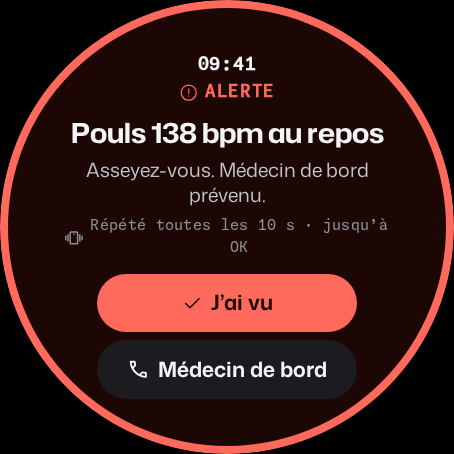 09:41
ALERTE
Pouls 138 bpm au repos
Asseyez-vous. Médecin de bord
prévenu.
Répété toutes les 10 s · jusqu’à
OK
J’ai vu
Médecin de bord